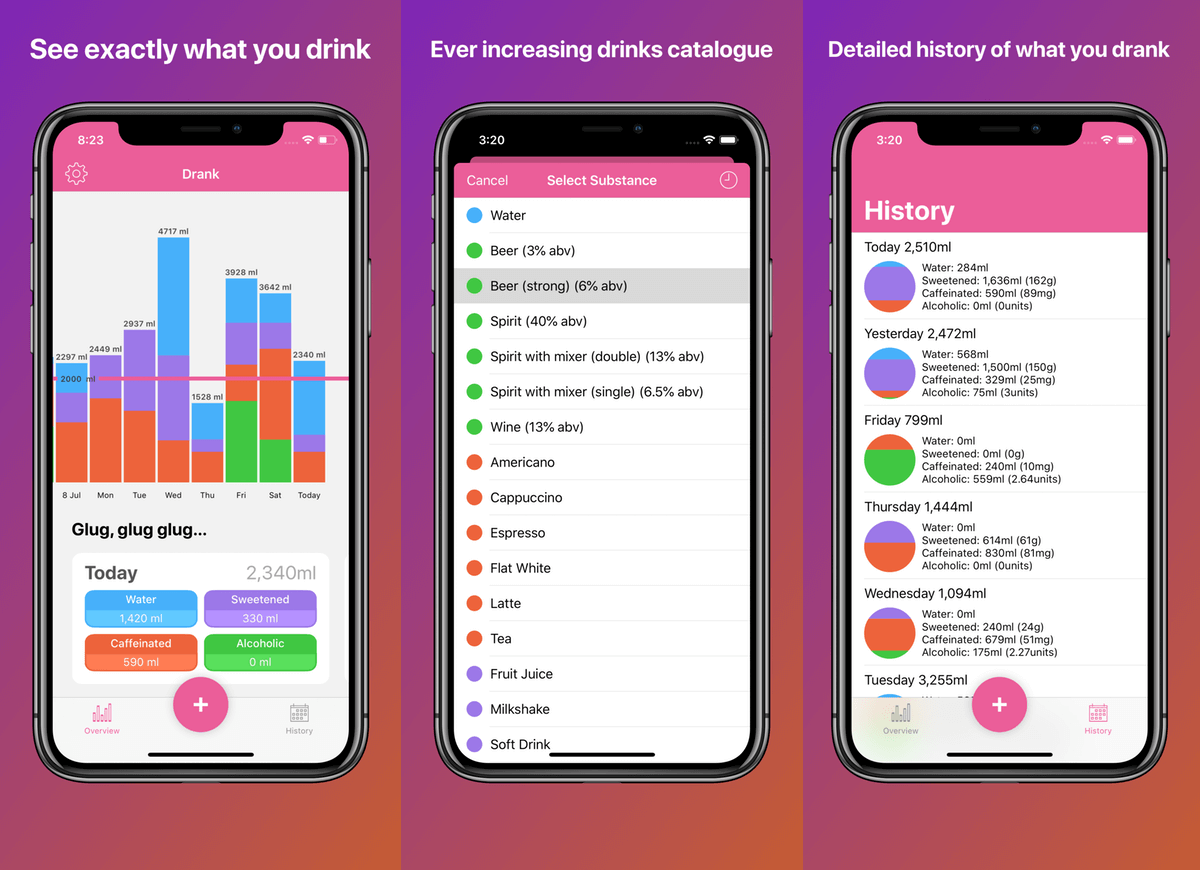 See exactly what you drink
8:23
Drank
4717 ml
3928 ml
3642 ml
2937 ml
2449 ml
2297 ml
2340 ml
2000 ml
1528 ml
8 Jul Mon Tue Wed Thu Fri Sat Today
Glug, glug glug...
Today 2,340ml
Water Sweetened
1,420 ml 330 ml
Caffeinated Alcoholic
590 ml 0 ml
+
Overview History
Ever increasing drinks catalogue
3:20
Cancel Select Substance
Water
Beer (3% abv)
Beer (strong) (6% abv)
Spirit (40% abv)
Spirit with mixer (double) (13% abv)
Spirit with mixer (single) (6.5% abv)
Wine (13% abv)
Americano
Cappuccino
Espresso
Flat White
Latte
Tea
Fruit Juice
Milkshake
Soft Drink
Detailed history of what you drank
3:20
History
Today 2,510ml
Water: 284ml
Sweetened: 1,636ml (162g)
Caffeinated: 590ml (89mg)
Alcoholic: 0ml (0units)
Yesterday 2,472ml
Water: 568ml
Sweetened: 1,500ml (150g)
Caffeinated: 329ml (25mg)
Alcoholic: 75ml (3units)
Friday 799ml
Water: 0ml
Sweetened: 0ml (0g)
Caffeinated: 240ml (10mg)
Alcoholic: 559ml (2.64units)
Thursday 1,444ml
Water: 0ml
Sweetened: 614ml (61g)
Caffeinated: 830ml (81mg)
Alcoholic: 0ml (0units)
Wednesday 1,094ml
Water: 0ml
Sweetened: 240ml (24g)
Caffeinated: 679ml (51mg)
Alcoholic: 175ml (2.27units)
Tuesday 3,255ml
+
Overview History